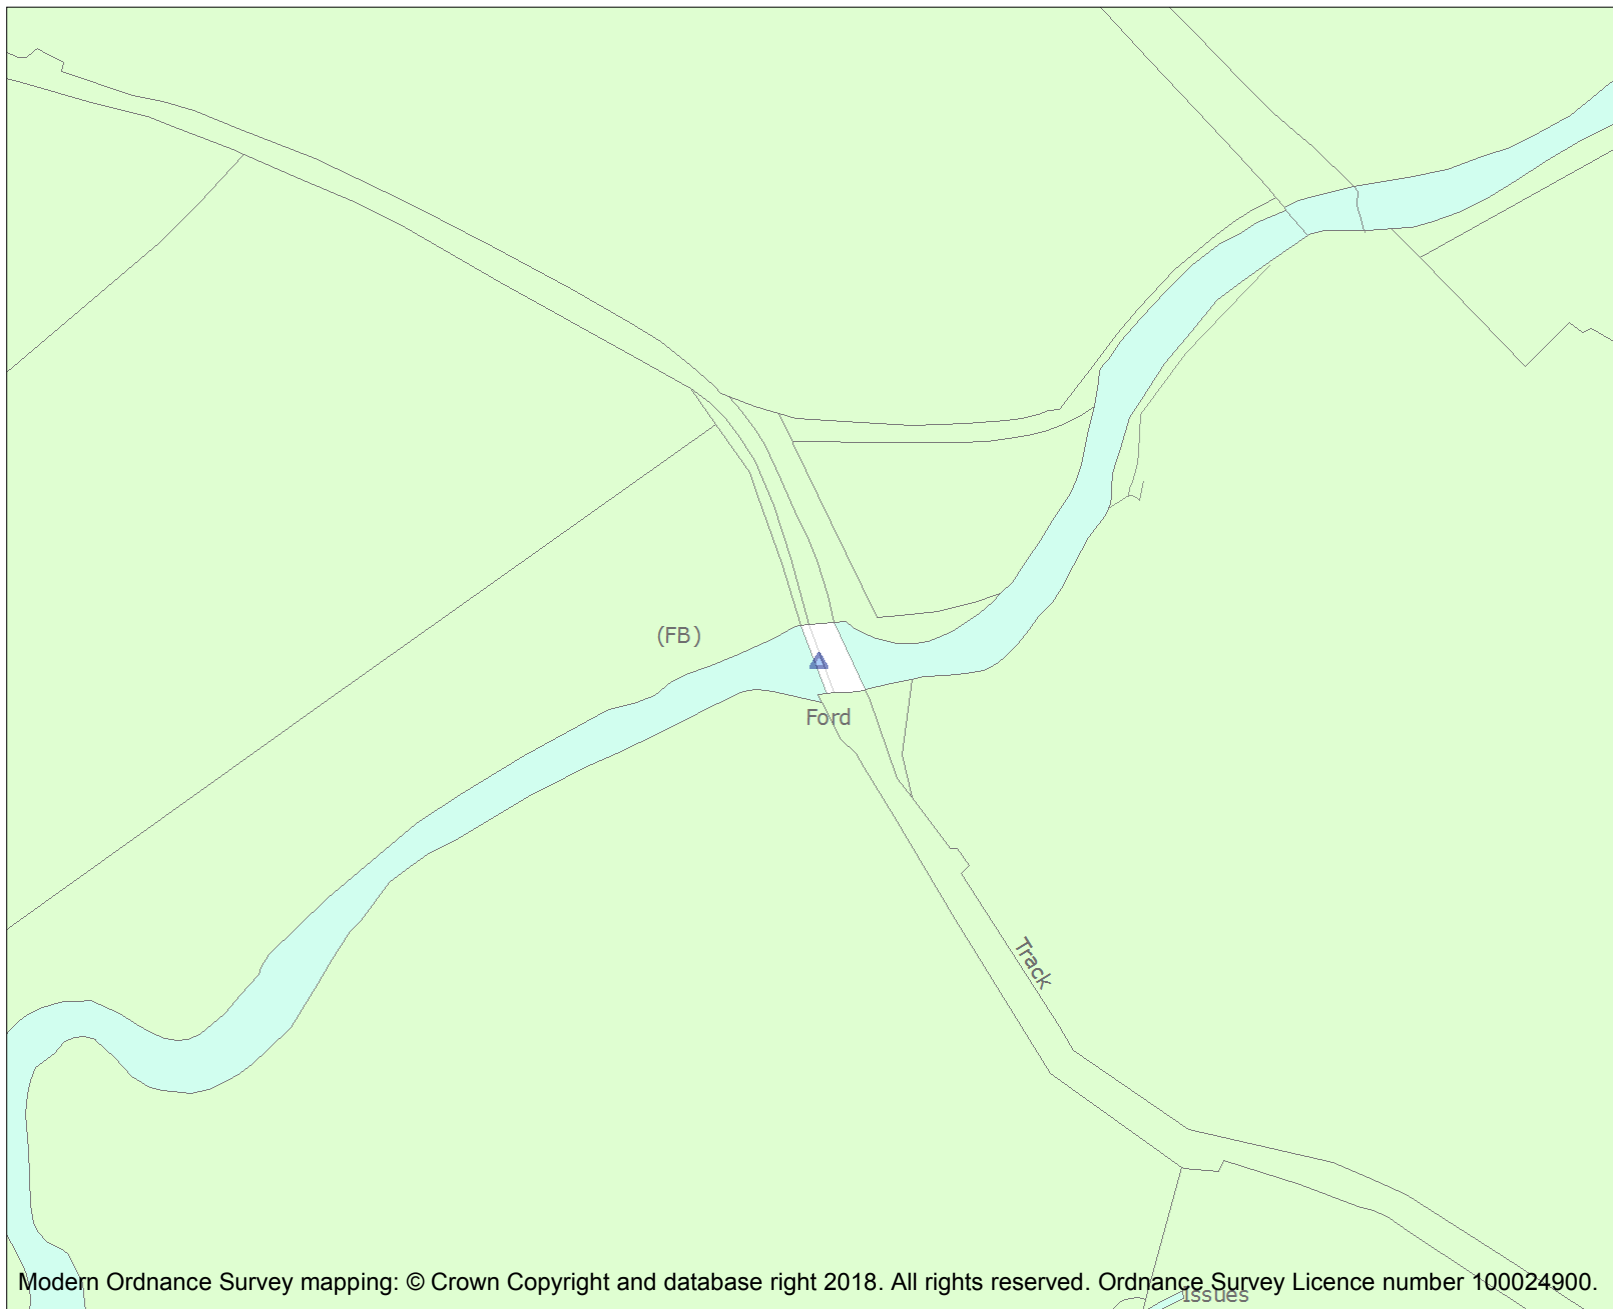 (FB)
Ford
Track
Modern Ordnance Survey mapping: © Crown Copyright and database right 2018. All rights reserved. Ordnance Survey Licence number 100024900.
Issues